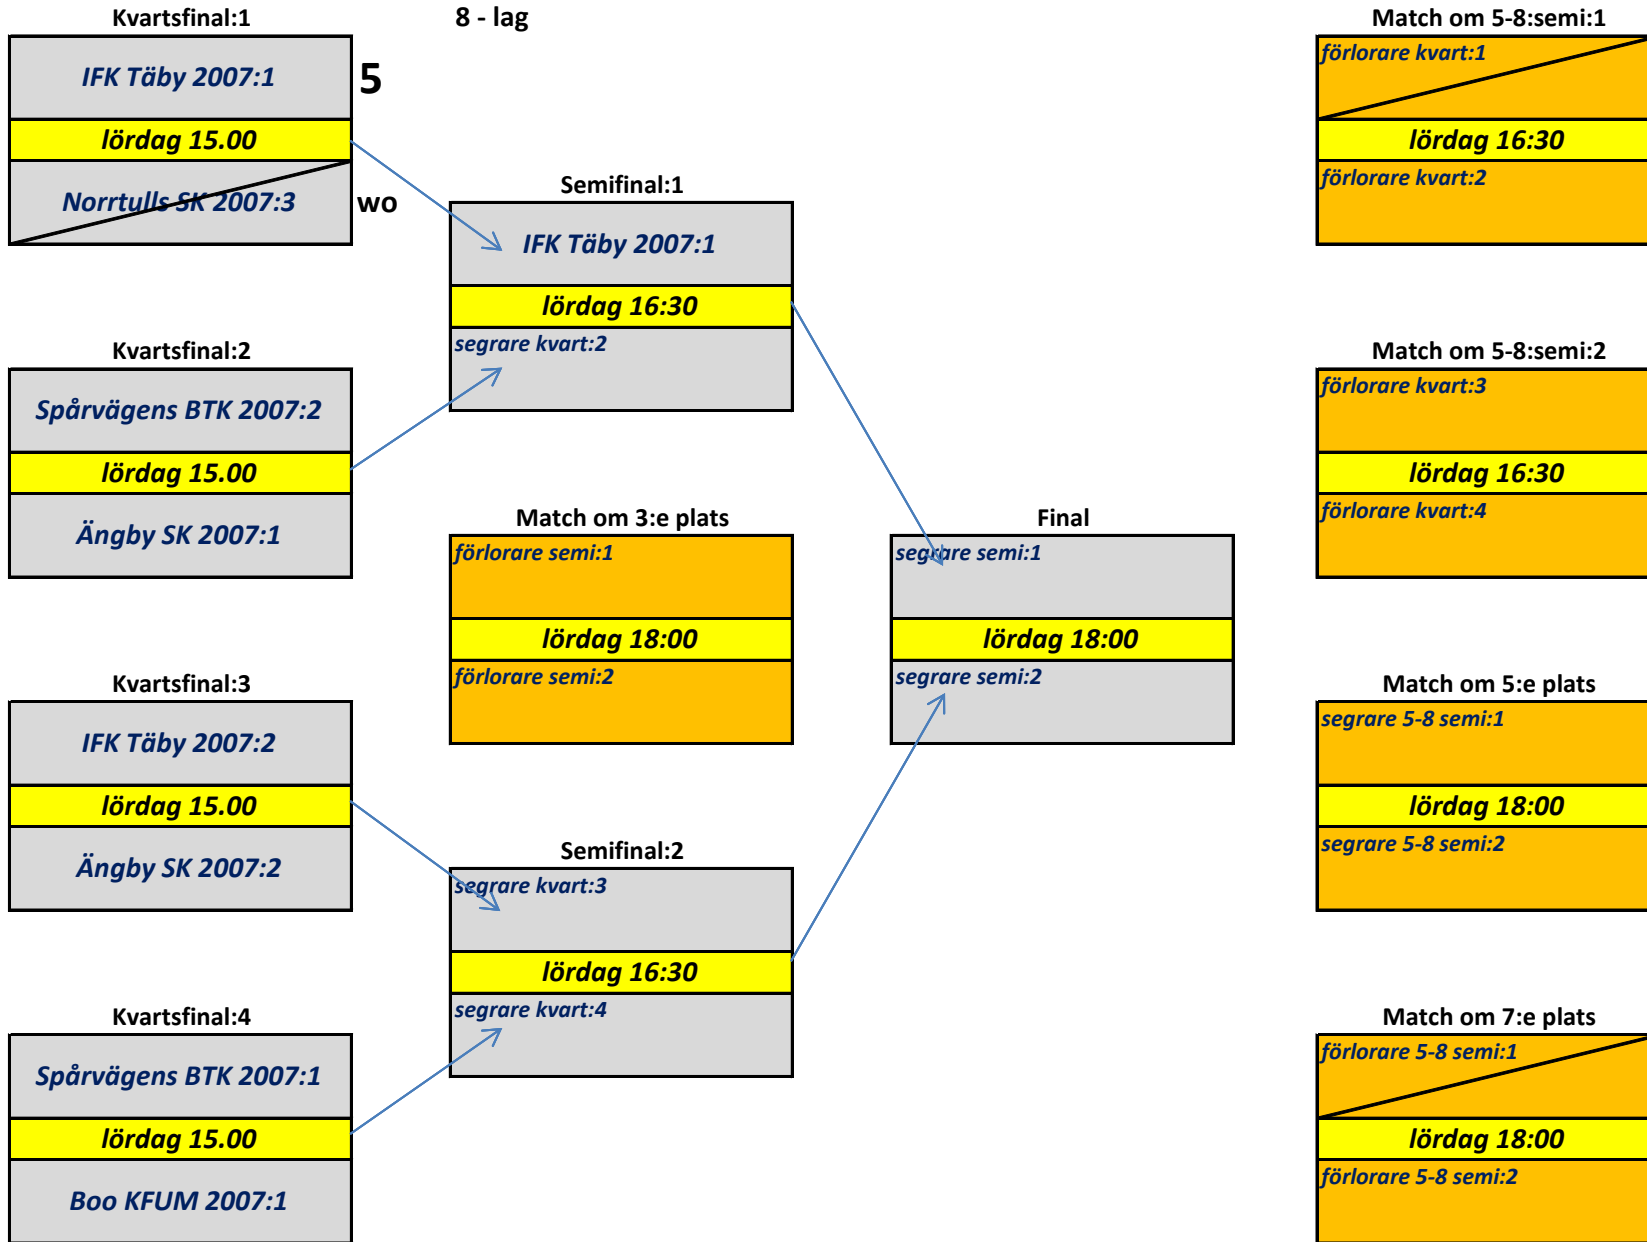 Kvartsfinal:1
8 - lag
Match om 5-8:semi:1
IFK Täby 2007:1
5
lördag 15.00
Norrtulls SK 2007:3
wo
förlorare kvart:1
lördag 16:30
förlorare kvart:2
Semifinal:1
IFK Täby 2007:1
lördag 16:30
segrare kvart:2
Kvartsfinal:2
Spårvägens BTK 2007:2
lördag 15.00
Ängby SK 2007:1
Match om 5-8:semi:2
förlorare kvart:3
lördag 16:30
förlorare kvart:4
Match om 3:e plats
förlorare semi:1
lördag 18:00
förlorare semi:2
Final
segrare semi:1
lördag 18:00
segrare semi:2
Kvartsfinal:3
IFK Täby 2007:2
lördag 15.00
Ängby SK 2007:2
Match om 5:e plats
segrare 5-8 semi:1
lördag 18:00
segrare 5-8 semi:2
Semifinal:2
segrare kvart:3
lördag 16:30
segrare kvart:4
Kvartsfinal:4
Spårvägens BTK 2007:1
lördag 15.00
Boo KFUM 2007:1
Match om 7:e plats
förlorare 5-8 semi:1
lördag 18:00
förlorare 5-8 semi:2